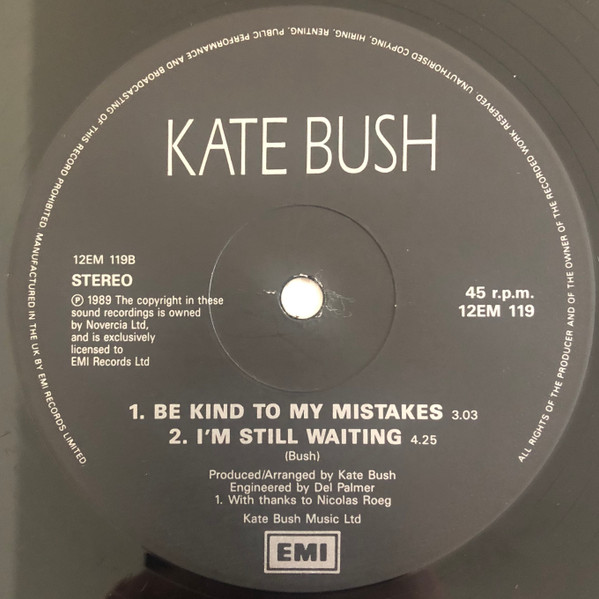 ALL RIGHTS OF THE PRODUCER AND OF THE OWNER OF THE RECORDED WORK RESERVED. UNAUTHORISED COPYING, HIRING, RENTING, PUBLIC PERFORMANCE AND BROADCASTING OF THIS RECORD PROHIBITED. MANUFACTURED IN THE UK BY EMI RECORDS LIMITED.
KATE BUSH
12EM 119B
STEREO
℗ 1989 The copyright in these
sound recordings is owned
by Novercia Ltd,
and is exclusively
licensed to
EMI Records Ltd
45 r.p.m.
12EM 119
1. BE KIND TO MY MISTAKES 3.03
2. I'M STILL WAITING 4.25
(Bush)
Produced/Arranged by Kate Bush
Engineered by Del Palmer
1. With thanks to Nicolas Roeg
Kate Bush Music Ltd
EMI